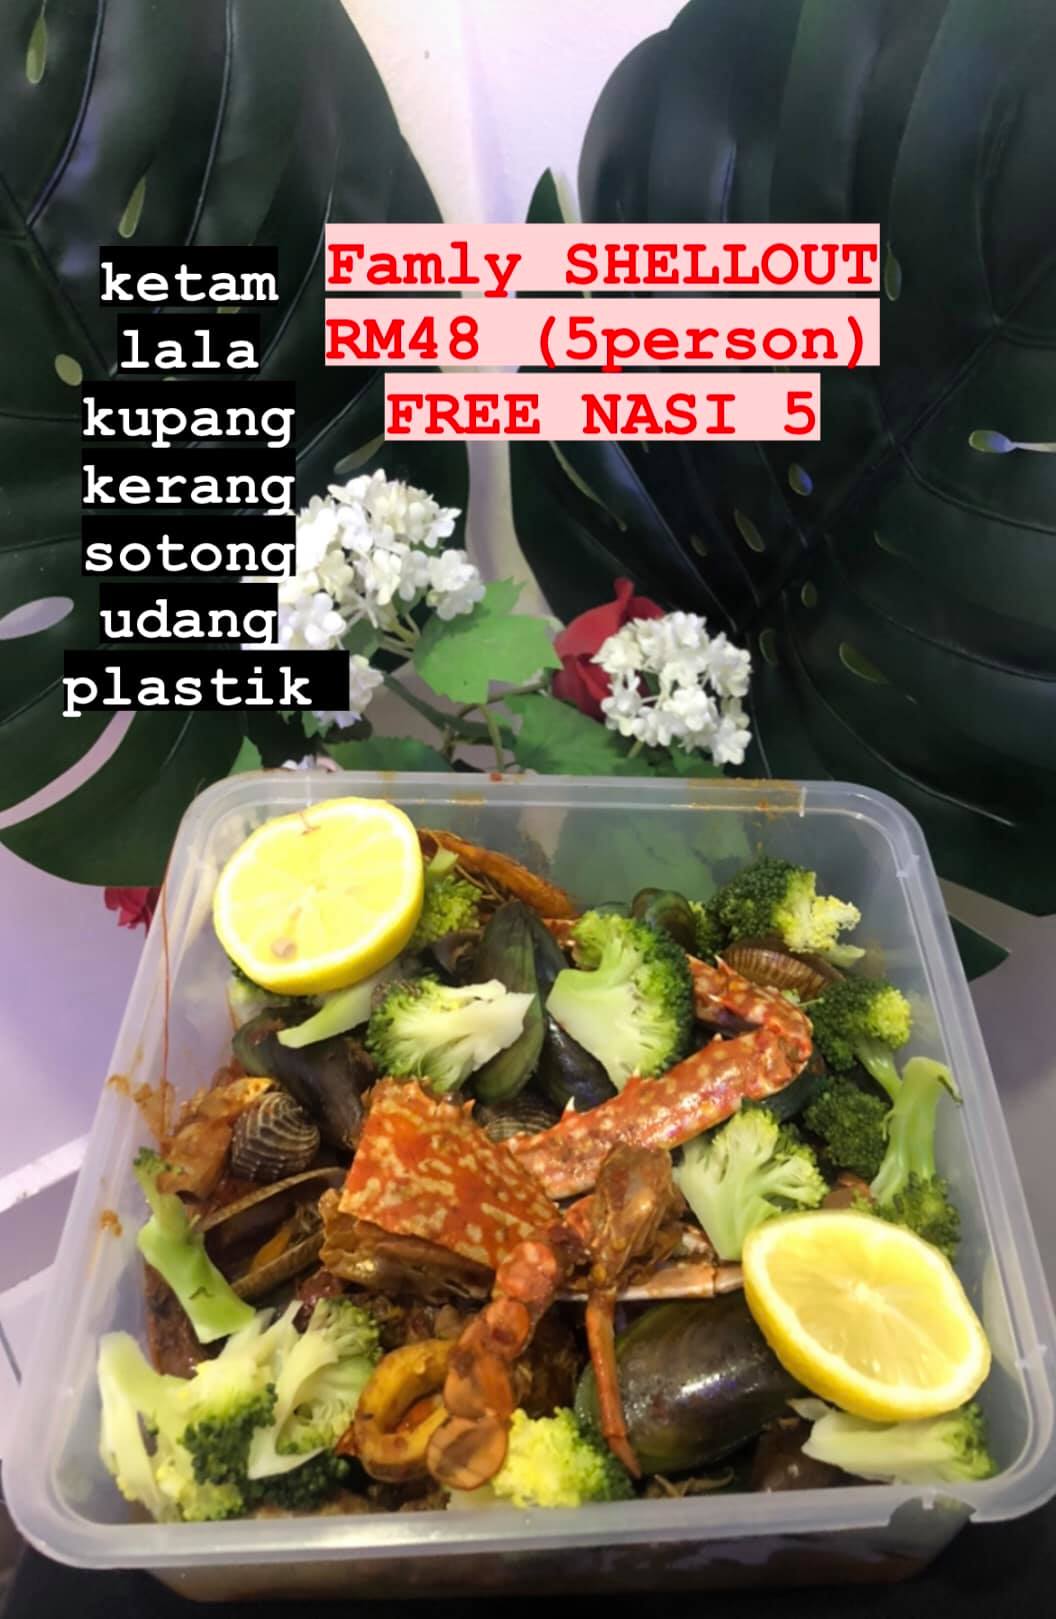 Famly SHELLOUT
RM48 (5person)
FREE NASI 5
ketam
lala
kupang
kerang
sotong
udang
plastik